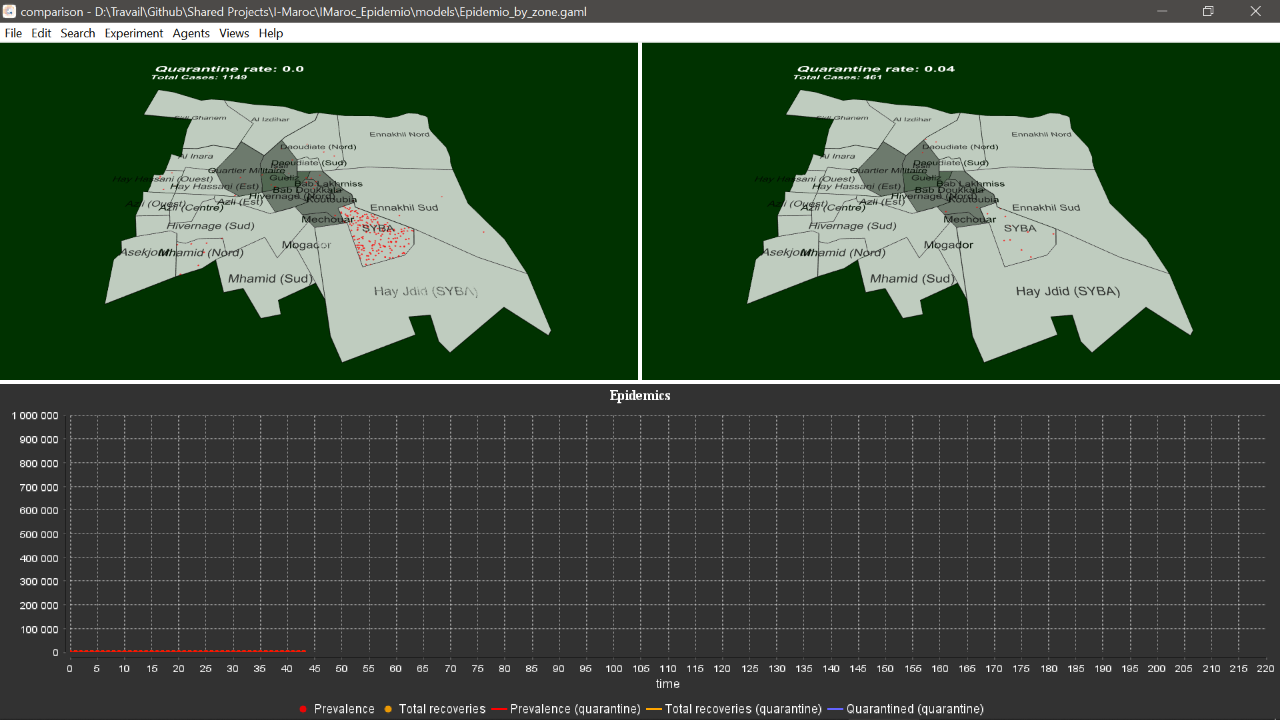 comparison - D:\Travail\Github\Shared Projects\I-Maroc\IMaroc_Epidemio\models\Epidemio_by_zone.gaml
File Edit Search Experiment Agents Views Help
Quarantine rate: 0.0
Total Cases: 1149
Sidi Ghanem
Al Izdihar
Ennakhil Nord
Daoudiate (Nord)
Al Inara
Daoudiate (Sud)
Quartier Militaire
Gueliz
Hay Hassani (Ouest)
Hay Hassani (Est)
Bab Lakhmiss
Bab Doukkala
Hivernage (Nord)
Koutoubia
Azli (Ouest)
Azli (Centre)
Azli (Est)
Ennakhil Sud
Mechouar
Hivernage (Sud)
SYBA
Mogador
Asekjour
Mhamid (Nord)
Mhamid (Sud)
Hay Jdid (SYBA)
Quarantine rate: 0.04
Total Cases: 461
Sidi Ghanem
Al Izdihar
Ennakhil Nord
Daoudiate (Nord)
Al Inara
Daoudiate (Sud)
Quartier Militaire
Gueliz
Hay Hassani (Ouest)
Hay Hassani (Est)
Bab Lakhmiss
Bab Doukkala
Hivernage (Nord)
Koutoubia
Azli (Ouest)
Azli (Centre)
Azli (Est)
Ennakhil Sud
Mechouar
Hivernage (Sud)
SYBA
Mogador
Asekjour
Mhamid (Nord)
Mhamid (Sud)
Hay Jdid (SYBA)
Epidemics
1 000 000
900 000
800 000
700 000
600 000
500 000
400 000
300 000
200 000
100 000
0
0 5 10 15 20 25 30 35 40 45 50 55 60 65 70 75 80 85 90 95 100 105 110 115 120 125 130 135 140 145 150 155 160 165 170 175 180 185 190 195 200 205 210 215 220
time
Prevalence Total recoveries Prevalence (quarantine) Total recoveries (quarantine) Quarantined (quarantine)